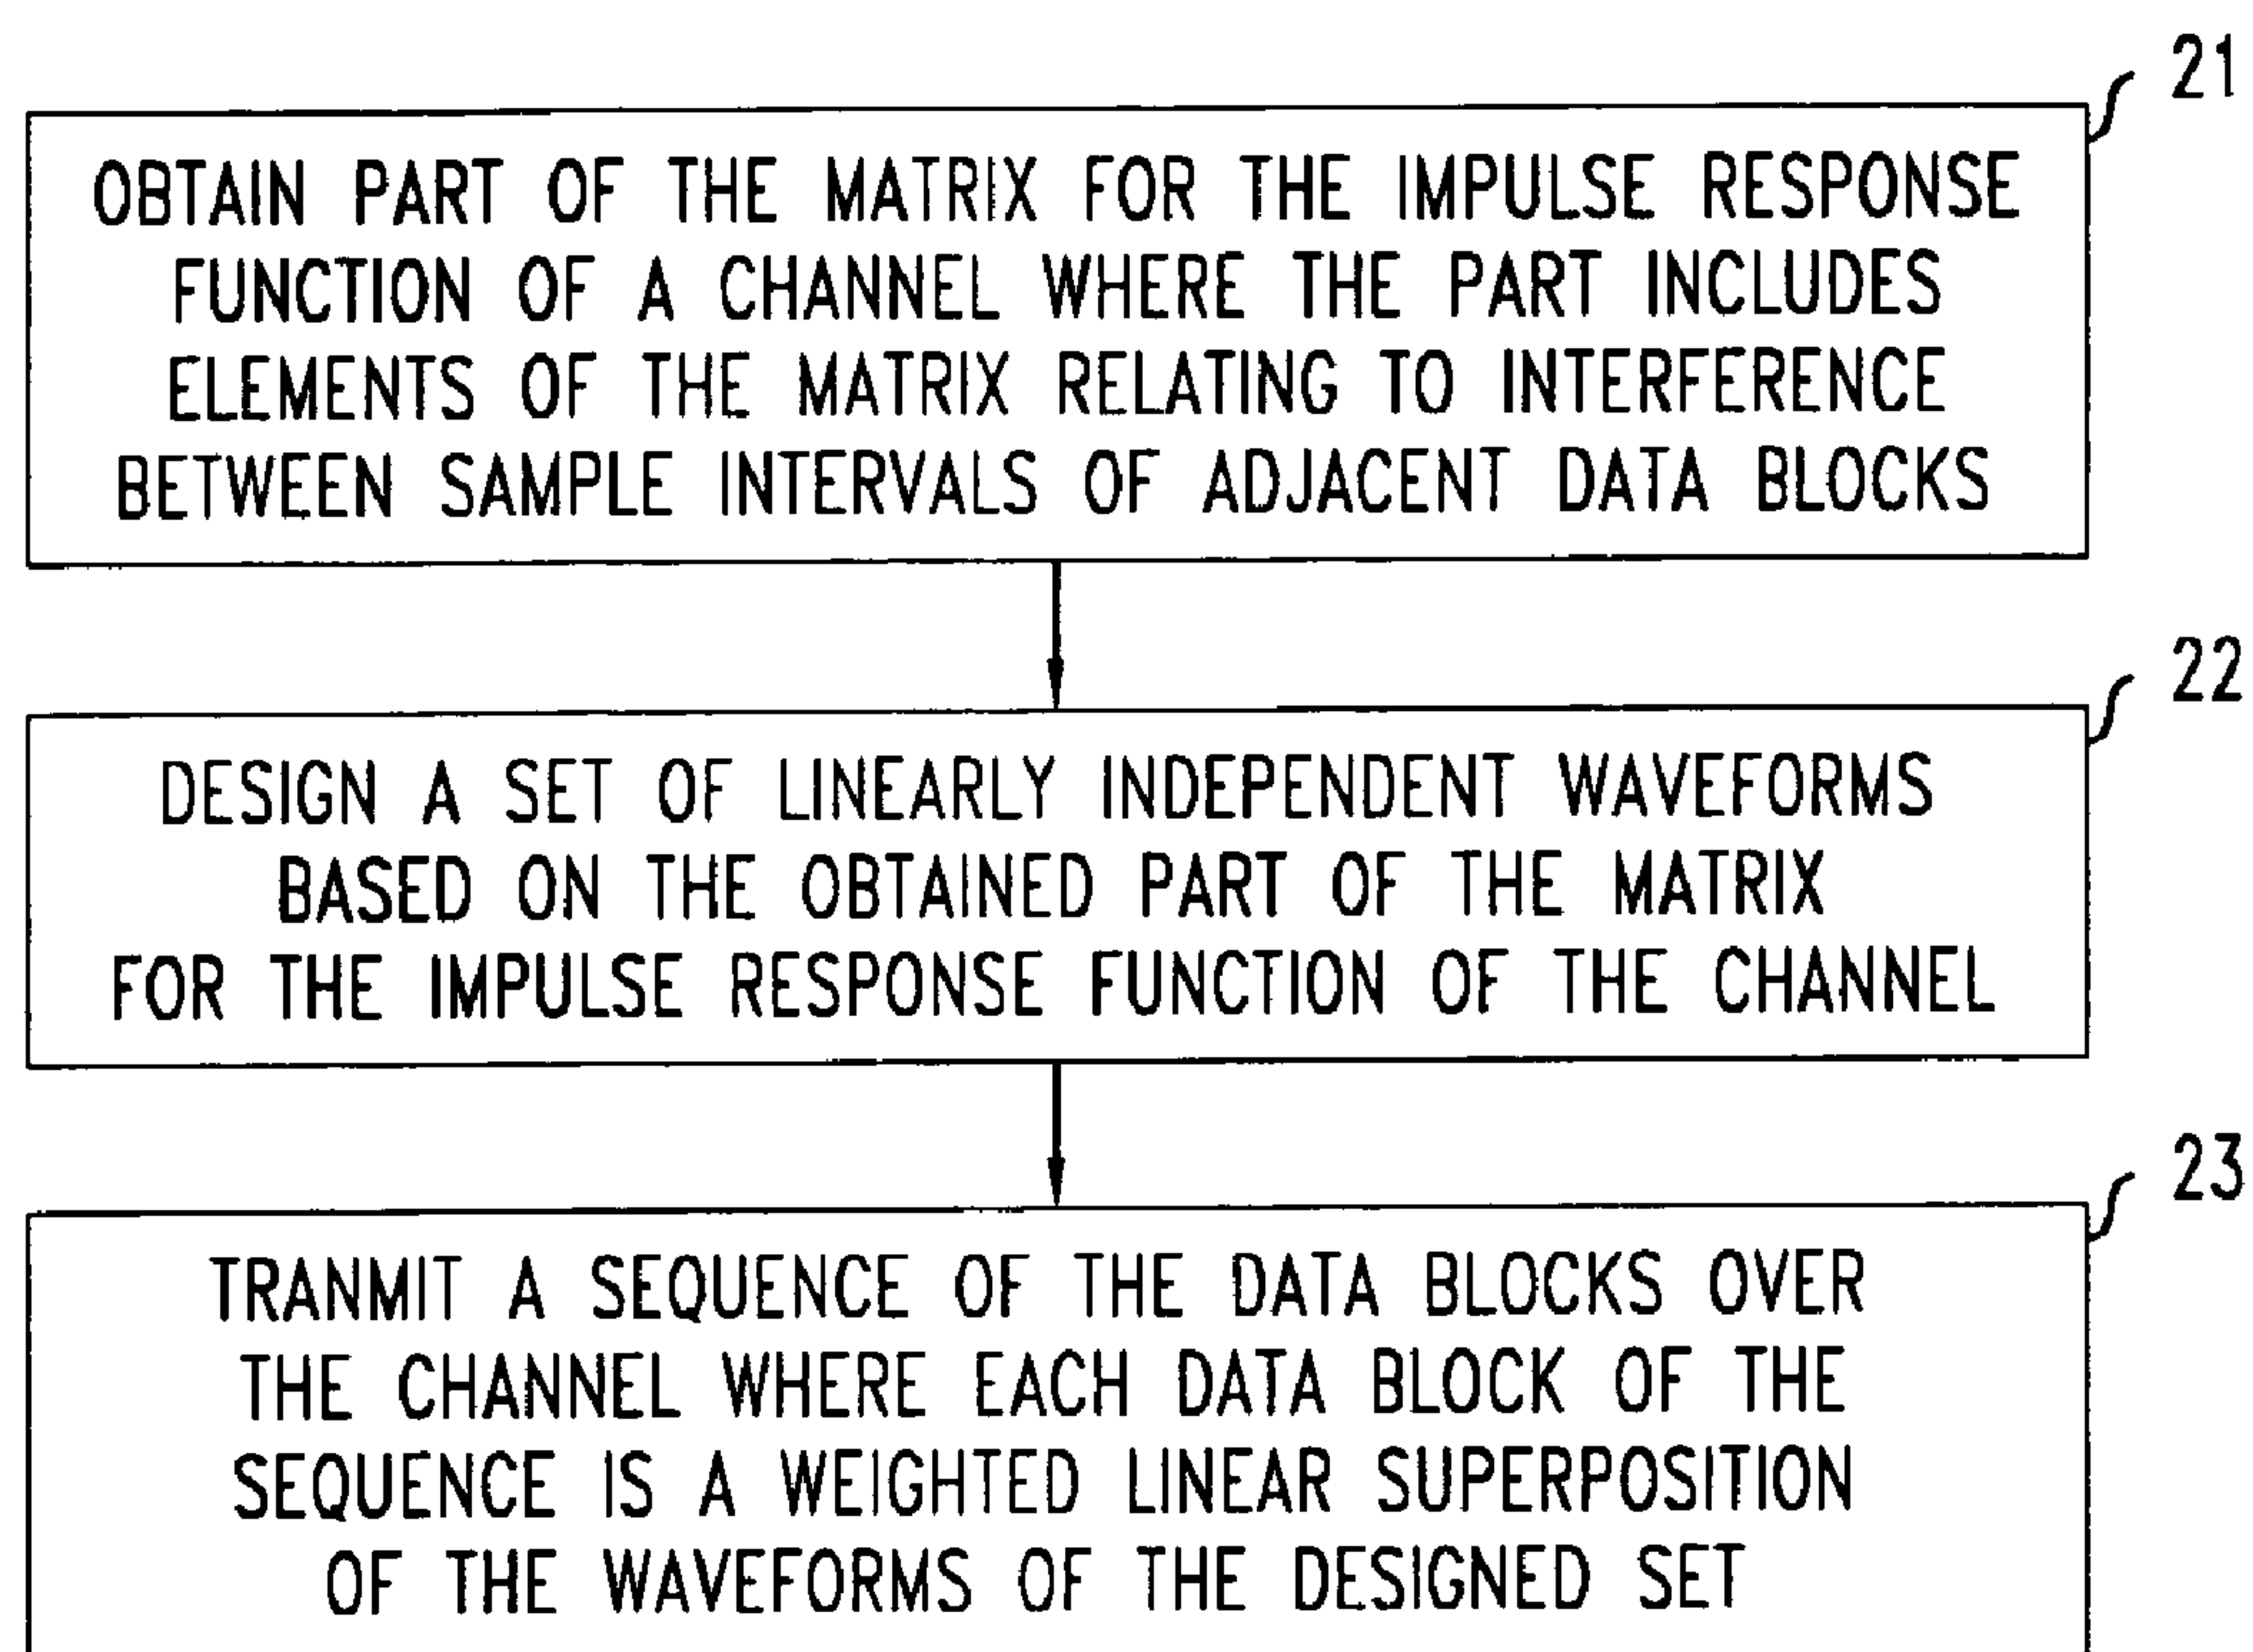 21
OBTAIN PART OF THE MATRIX FOR THE IMPULSE RESPONSE
FUNCTION OF A CHANNEL WHERE THE PART INCLUDES
ELEMENTS OF THE MATRIX RELATING TO INTERFERENCE
BETWEEN SAMPLE INTERVALS OF ADJACENT DATA BLOCKS
22
DESIGN A SET OF LINEARLY INDEPENDENT WAVEFORMS
BASED ON THE OBTAINED PART OF THE MATRIX
FOR THE IMPULSE RESPONSE FUNCTION OF THE CHANNEL
23
TRANMIT A SEQUENCE OF THE DATA BLOCKS OVER
THE CHANNEL WHERE EACH DATA BLOCK OF THE
SEQUENCE IS A WEIGHTED LINEAR SUPERPOSITION
OF THE WAVEFORMS OF THE DESIGNED SET